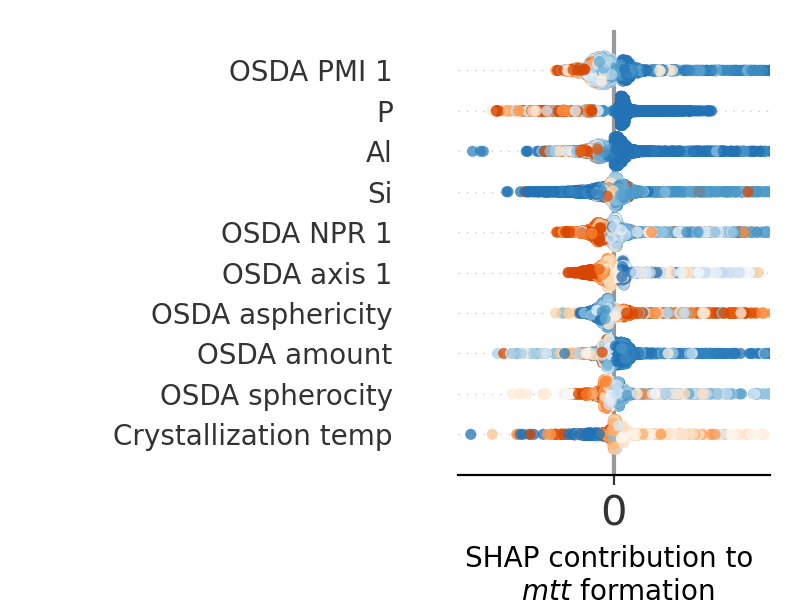 OSDA PMI 1
P
Al
Si
OSDA NPR 1
OSDA axis 1
OSDA asphericity
OSDA amount
OSDA spherocity
Crystallization temp
0
SHAP contribution to
mtt formation